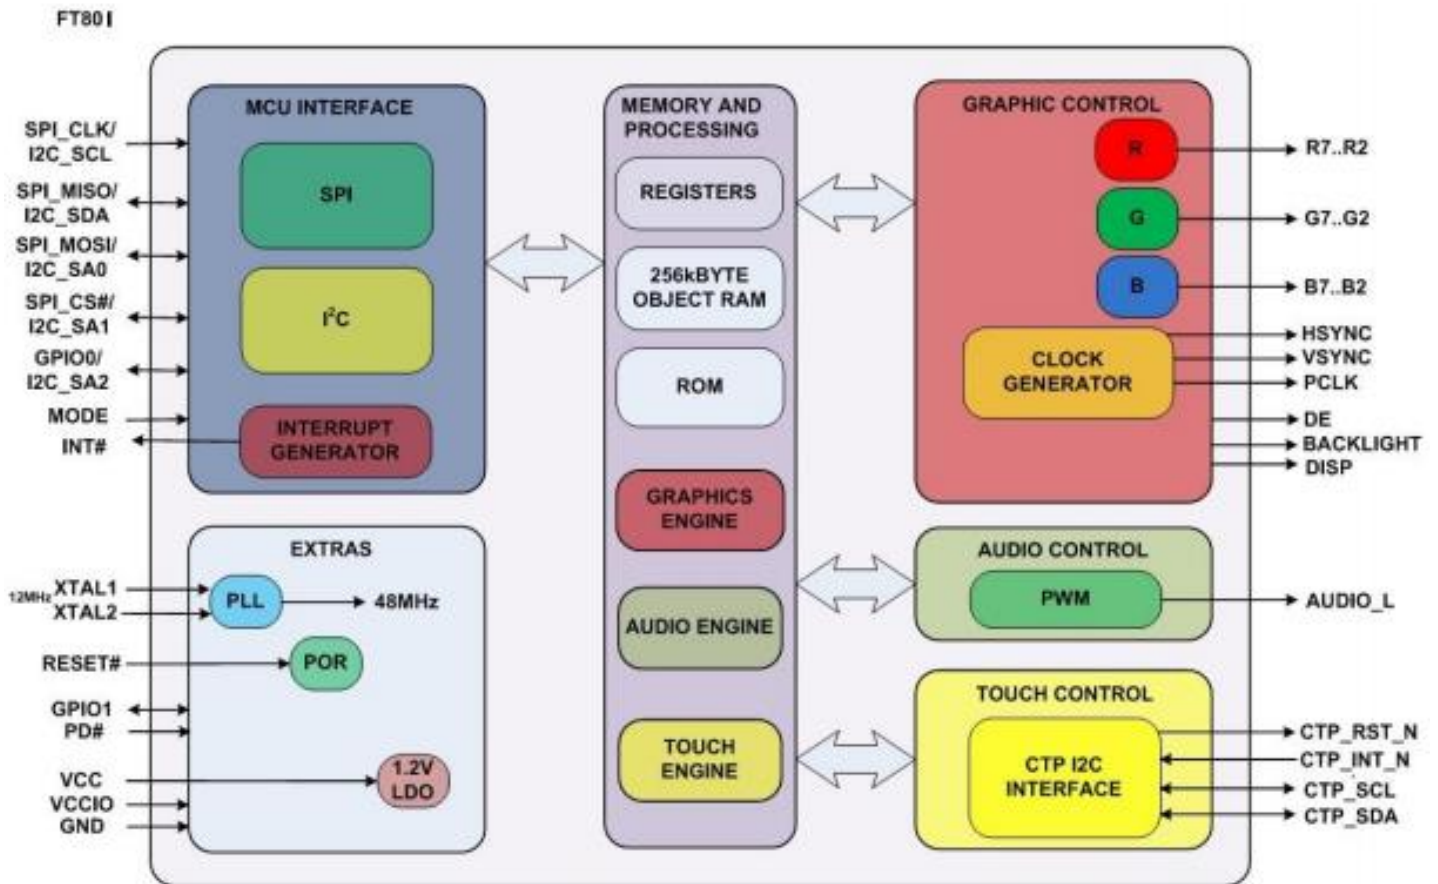 FT801
MCU INTERFACE
SPI_CLK/
I2C_SCL
SPI_MISO/
I2C_SDA
SPI_MOSI/
I2C_SA0
SPI_CS#/
I2C_SA1
GPIO0/
I2C_SA2
MODE
INT#
SPI
I²C
INTERRUPT
GENERATOR
EXTRAS
12MHz
XTAL1
XTAL2
PLL
48MHz
RESET#
POR
GPIO1
PD#
VCC
VCCIO
GND
1.2V
LDO
MEMORY AND
PROCESSING
REGISTERS
256kBYTE
OBJECT RAM
ROM
GRAPHICS
ENGINE
AUDIO ENGINE
TOUCH
ENGINE
GRAPHIC CONTROL
R
R7..R2
G
G7..G2
B
B7..B2
CLOCK
GENERATOR
HSYNC
VSYNC
PCLK
DE
BACKLIGHT
DISP
AUDIO CONTROL
PWM
AUDIO_L
TOUCH CONTROL
CTP I2C
INTERFACE
CTP_RST_N
CTP_INT_N
CTP_SCL
CTP_SDA